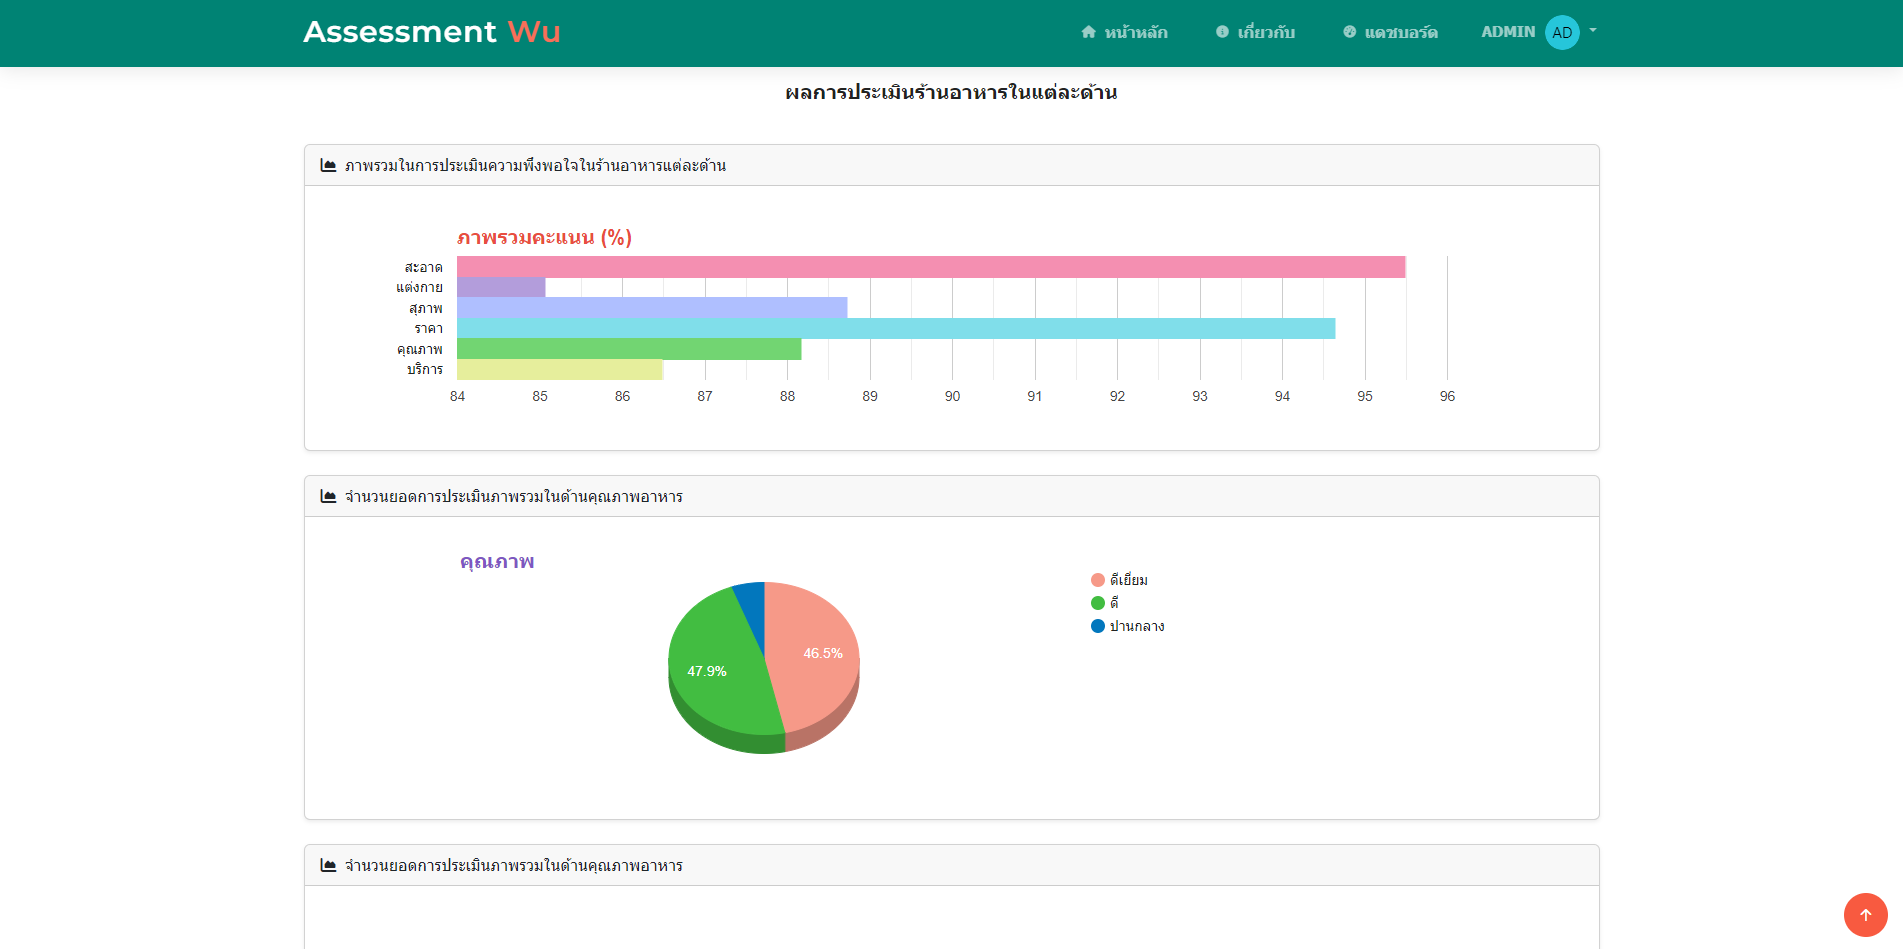 Assessment Wu
หน้าหลัก
เกี่ยวกับ
แดชบอร์ด
ADMIN
AD
ผลการประเมินร้านอาหารในแต่ละด้าน
ภาพรวมในการประเมินความพึงพอใจในร้านอาหารแต่ละด้าน
ภาพรวมคะแนน (%)
สะอาด
แต่งกาย
สุภาพ
ราคา
คุณภาพ
บริการ
84 85 86 87 88 89 90 91 92 93 94 95 96
จำนวนยอดการประเมินภาพรวมในด้านคุณภาพอาหาร
คุณภาพ
ดีเยี่ยม
ดี
ปานกลาง
46.5%
47.9%
จำนวนยอดการประเมินภาพรวมในด้านคุณภาพอาหาร